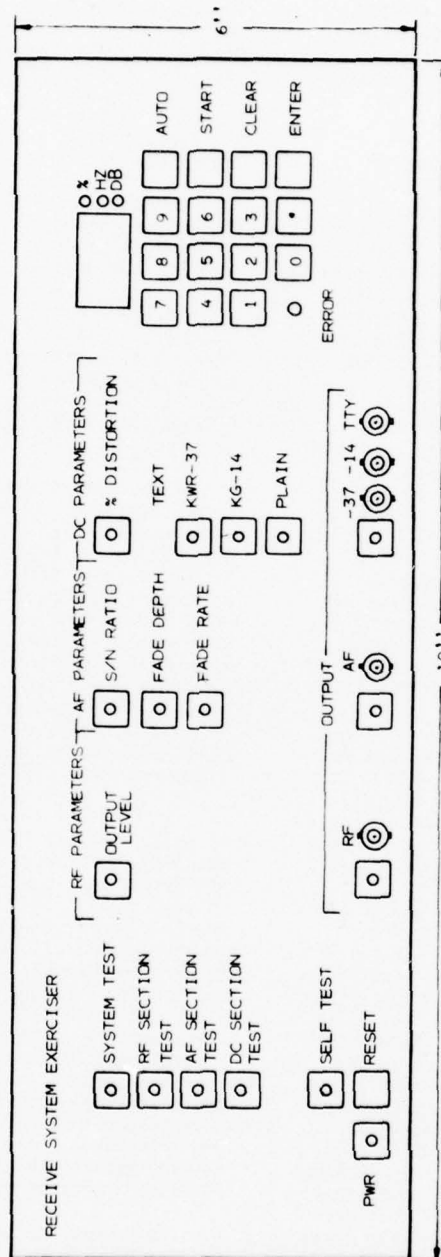 6"
RECEIVE SYSTEM EXERCISER
RF PARAMETERS
AF PARAMETERS
DC PARAMETERS
SYSTEM TEST
RF SECTION
TEST
AF SECTION
TEST
DC SECTION
TEST
SELF TEST
PWR
RESET
OUTPUT
LEVEL
S/N RATIO
FADE DEPTH
FADE RATE
% DISTORTION
TEXT
KWR-37
KG-14
PLAIN
%
HZ
DB
7 8 9 AUTO
4 5 6 START
1 2 3 CLEAR
0 • ENTER
ERROR
OUTPUT
RF
AF
-37 -14 TTY